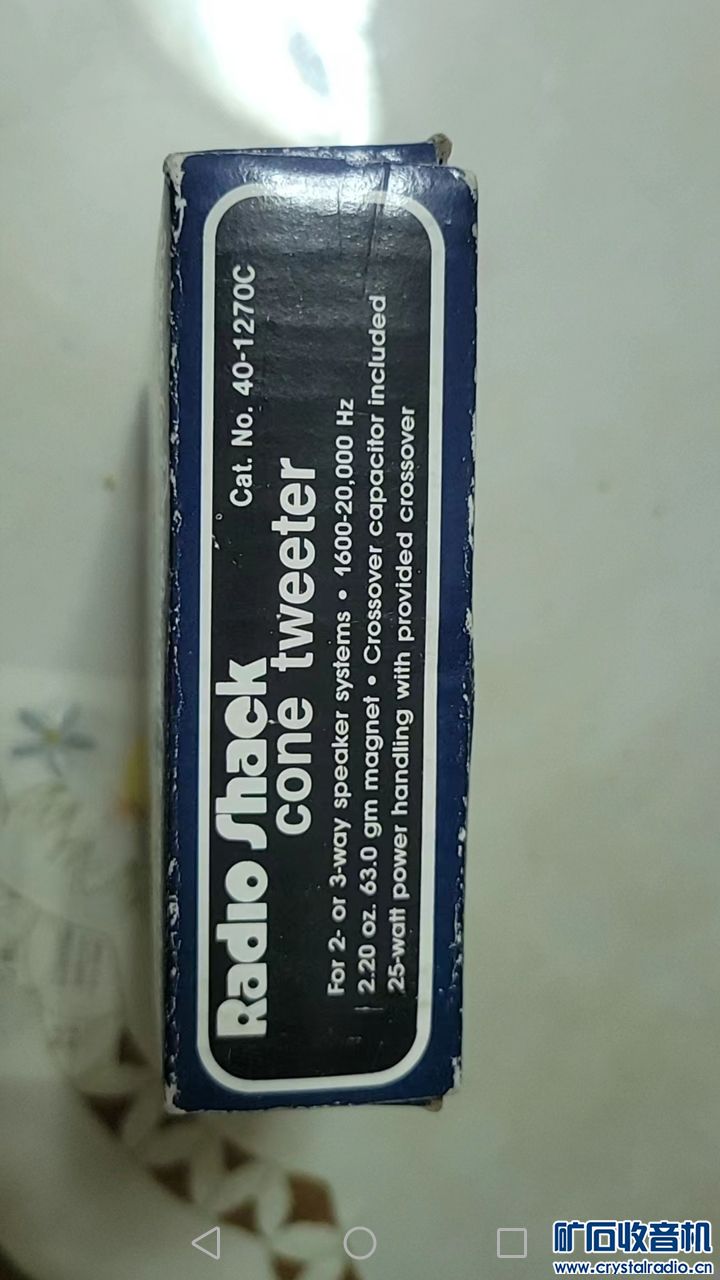 Radio Shack
Cat. No. 40-1270C
cone tweeter
For 2- or 3-way speaker systems • 1600-20,000 Hz
2.20 oz. 63.0 gm magnet • Crossover capacitor included
25-watt power handling with provided crossover
矿石收音机
www.crystalradio.cn